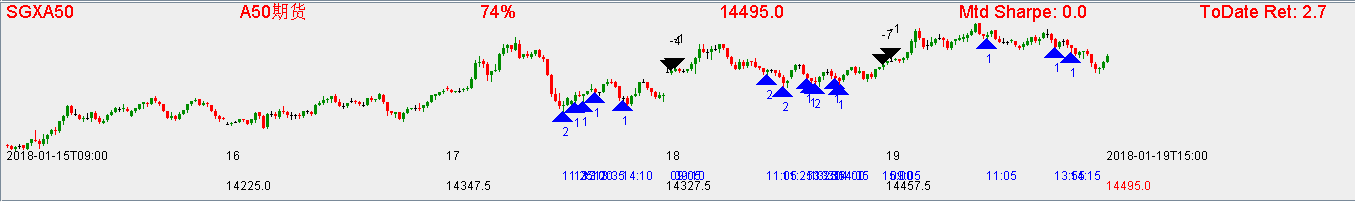 SGXA50 A50期货 74% 14495.0 Mtd Sharpe: 0.0 ToDate Ret: 2.7
-4 -7 1
1
1 1
2 2 2
2 1 1 1 1
2018-01-15T09:00 16 17 18 19 2018-01-19T15:00
14:10 11:05
14225.0 14347.5 14327.5 14457.5 14495.0